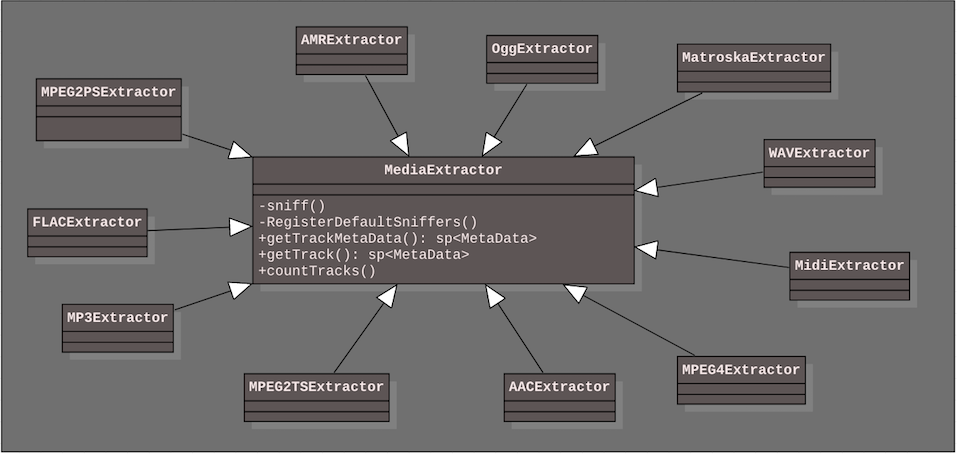 AMRExtractor
OggExtractor
MatroskaExtractor
MPEG2PSExtractor
WAVExtractor
MediaExtractor
-sniff()
-RegisterDefaultSniffers()
+getTrackMetaData(): sp<MetaData>
+getTrack(): sp<MetaData>
+countTracks()
FLACExtractor
MidiExtractor
MP3Extractor
MPEG2TSExtractor
AACExtractor
MPEG4Extractor